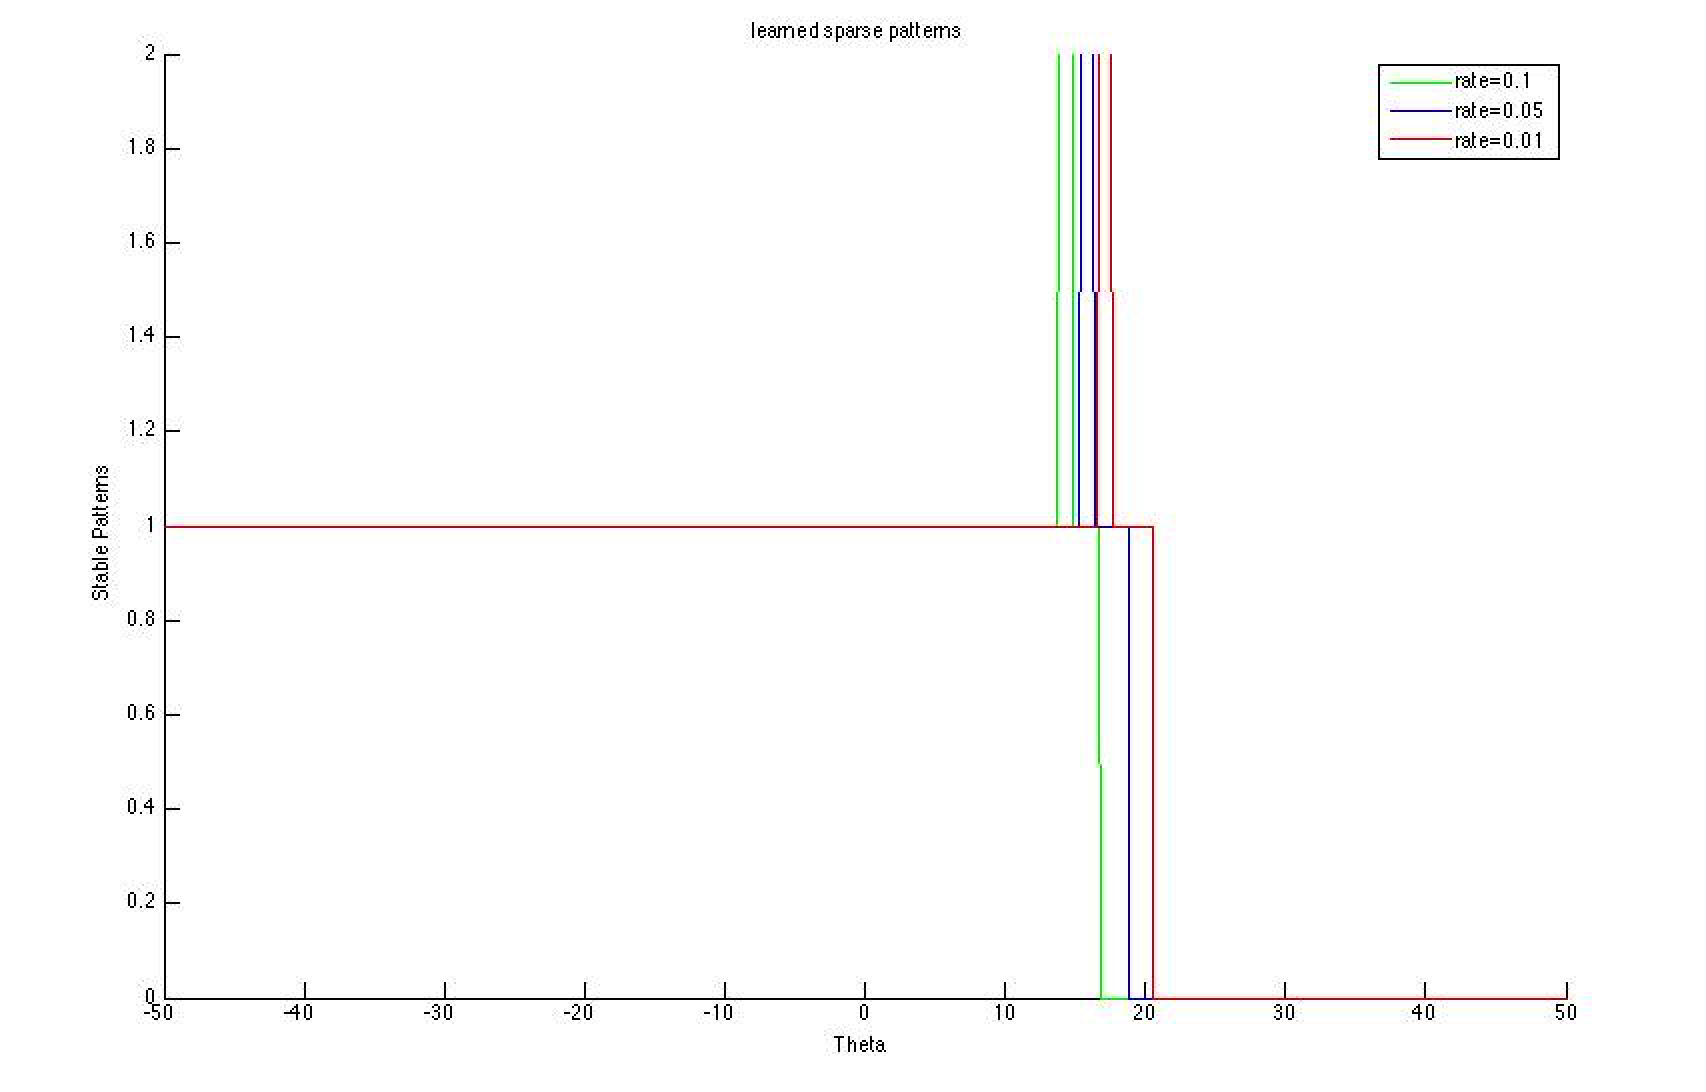 learned sparse patterns
rate=0.1
rate=0.05
rate=0.01
Stable Patterns
2
1.8
1.6
1.4
1.2
1
0.8
0.6
0.4
0.2
0
-50 -40 -30 -20 -10 0 10 20 30 40 50
Theta